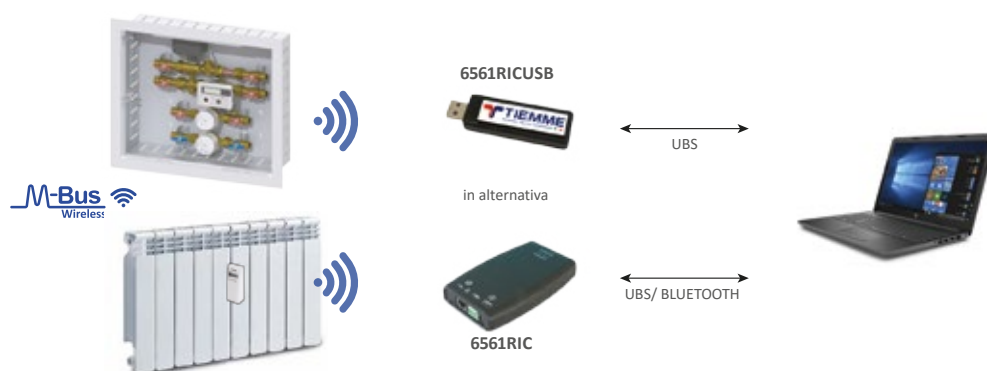 6561RICUSB
TIEMME
UBS
in alternativa
M-Bus
Wireless
UBS/ BLUETOOTH
6561RIC